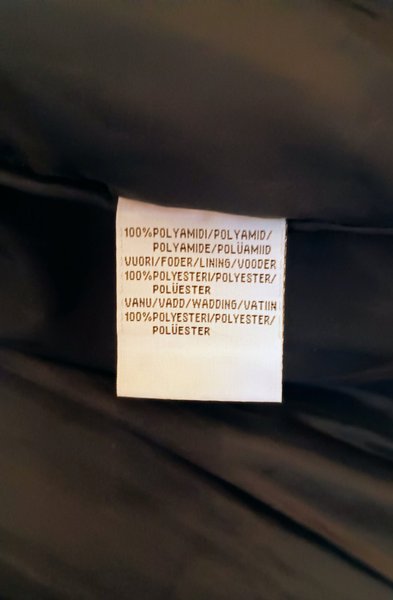 100%POLYAMIDI/POLYAMID/
POLYAMIDE/POLÜAMIID
VUORI/FODER/LINING/VOODER
100%POLYESTERI/POLYESTER/
POLÜESTER
VANU/VADD/WADDING/VATIIN
100%POLYESTERI/POLYESTER/
POLÜESTER